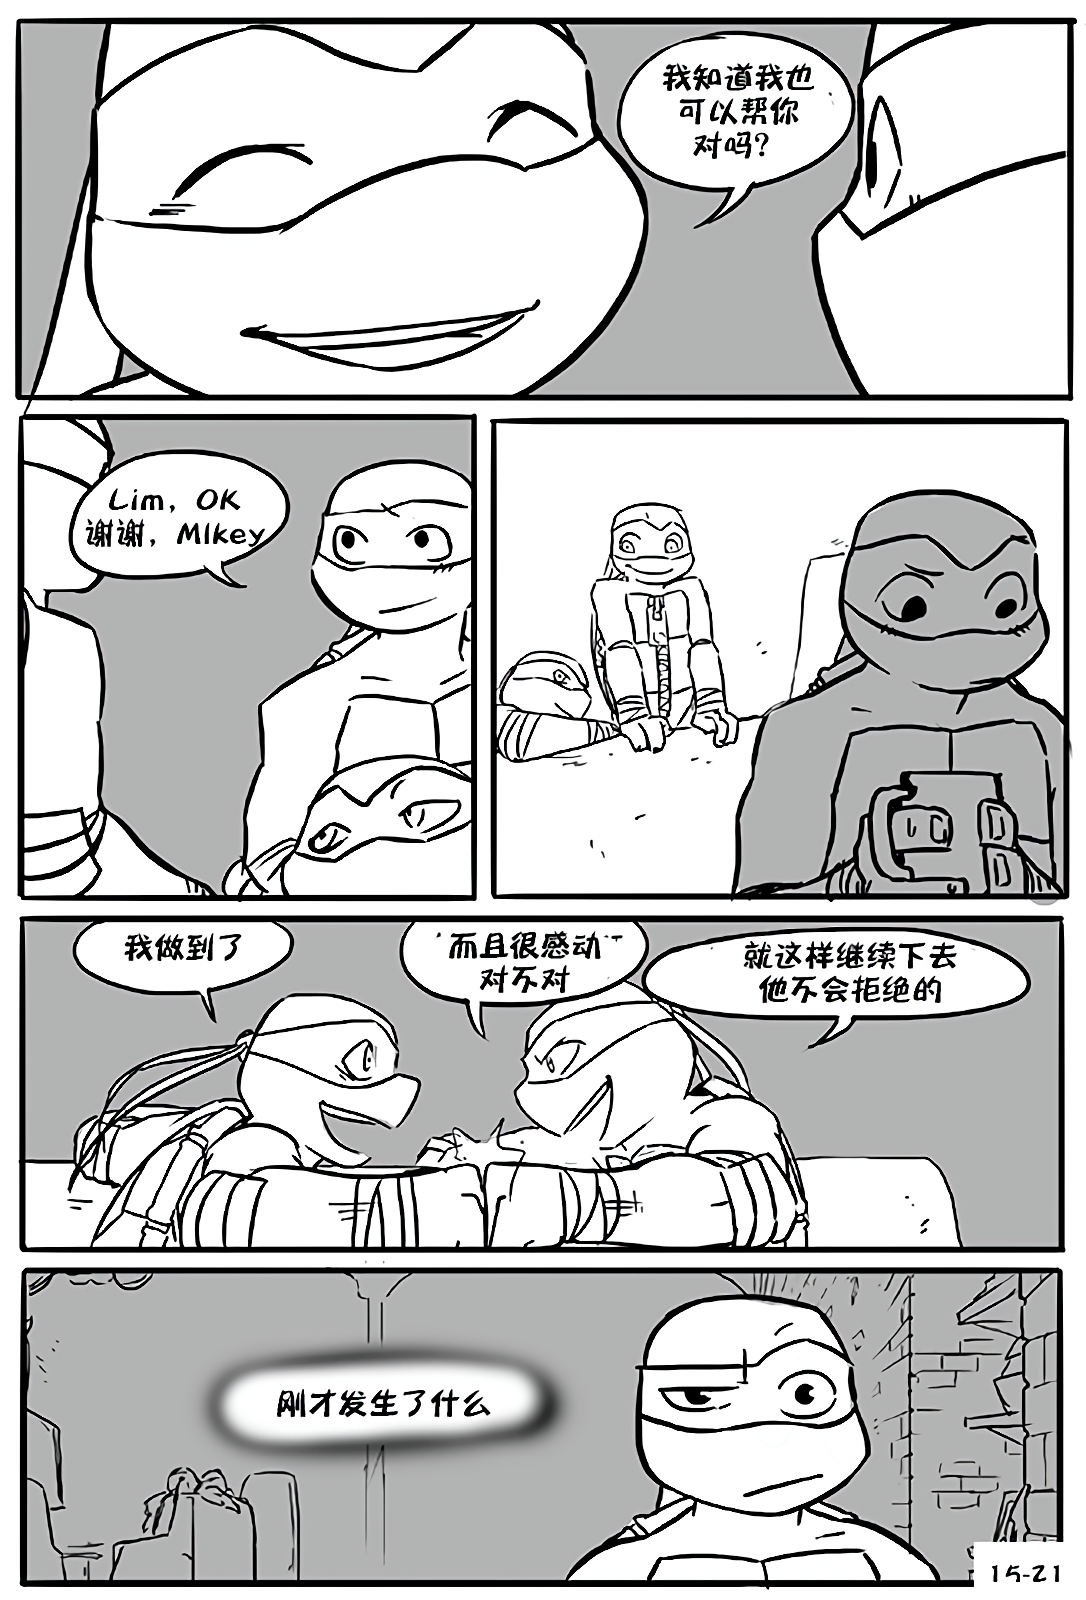 我知道我也
可以帮你
对吗?
Lim, OK
谢谢, MIkey
我做到了
而且很感动
对不对
就这样继续下去
他不会拒绝的
刚才发生了什么
15-21